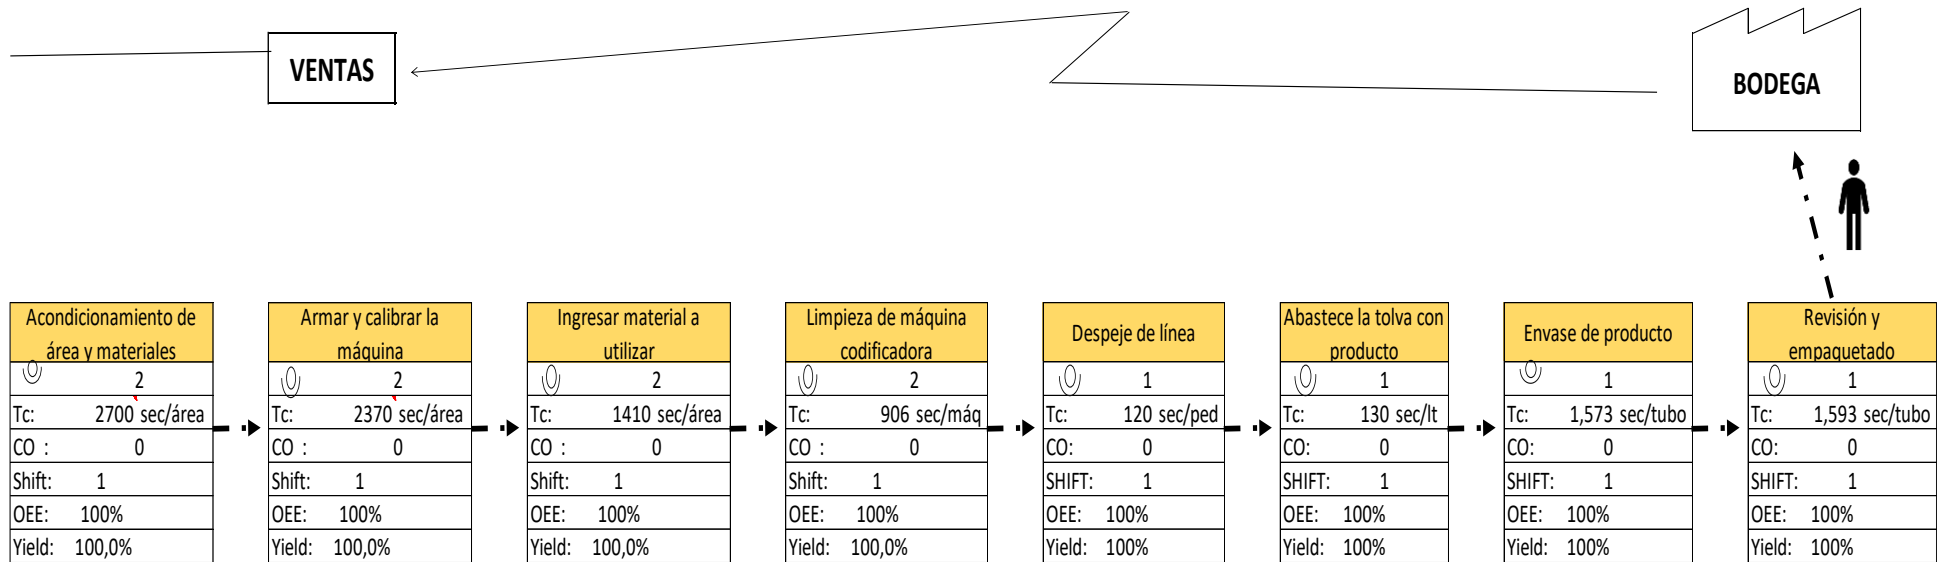 VENTAS
BODEGA
Acondicionamiento de
área y materiales
2
Tc: 2700 sec/área
CO : 0
Shift: 1
OEE: 100%
Yield: 100,0%
Armar y calibrar la
máquina
2
Tc: 2370 sec/área
CO : 0
Shift: 1
OEE: 100%
Yield: 100,0%
Ingresar material a
utilizar
2
Tc: 1410 sec/área
CO : 0
Shift: 1
OEE: 100%
Yield: 100,0%
Limpieza de máquina
codificadora
2
Tc: 906 sec/máq
CO : 0
Shift: 1
OEE: 100%
Yield: 100,0%
Despeje de línea
1
Tc: 120 sec/ped
CO: 0
SHIFT: 1
OEE: 100%
Yield: 100%
Abastece la tolva con
producto
1
Tc: 130 sec/lt
CO: 0
SHIFT: 1
OEE: 100%
Yield: 100%
Envase de producto
1
Tc: 1,573 sec/tubo
CO: 0
SHIFT: 1
OEE: 100%
Yield: 100%
Revisión y
empaquetado
1
Tc: 1,593 sec/tubo
CO: 0
SHIFT: 1
OEE: 100%
Yield: 100%